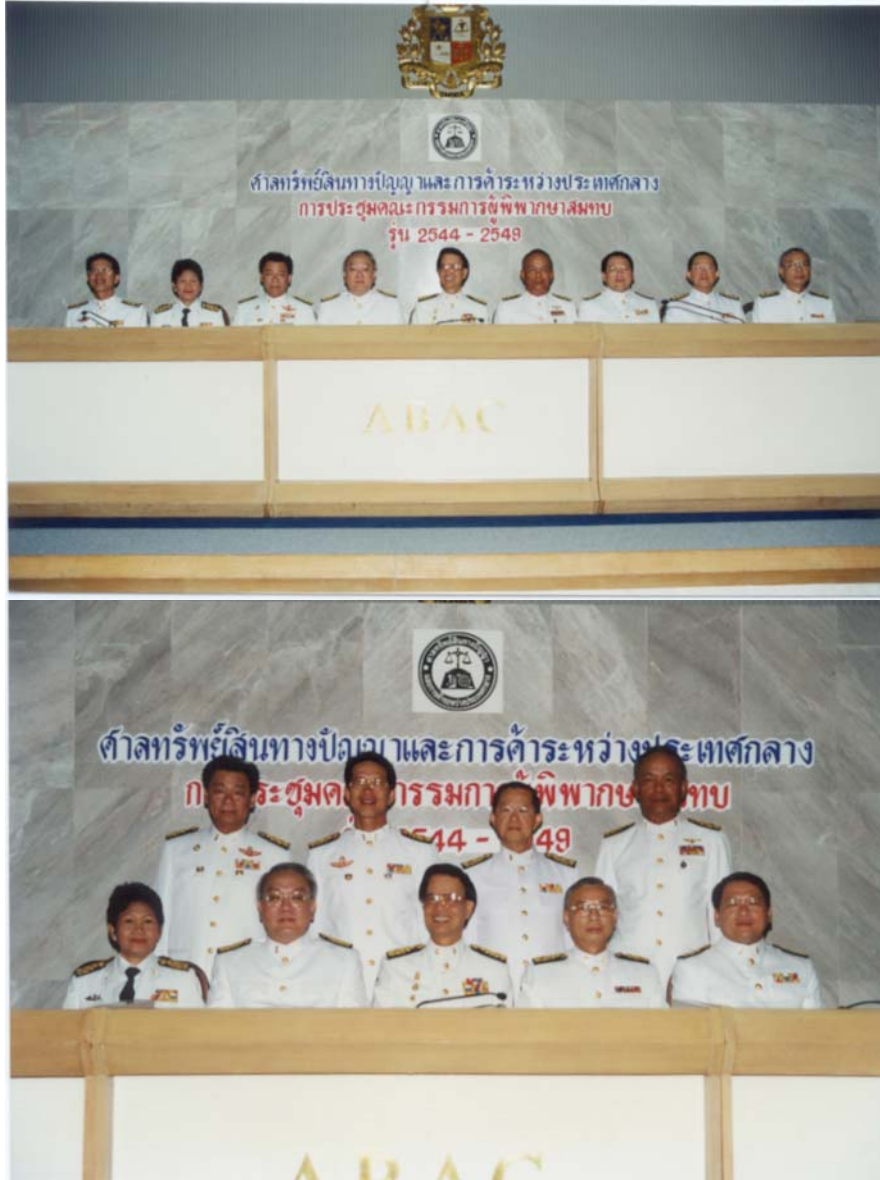 ศาลทรัพย์สินทางปัญญาและการค้าระหว่างประเทศกลาง
การประชุมคณะกรรมการผู้พิพากษาสมทบ
รุ่น 2544 - 2549
ABAC
ศาลทรัพย์สินทางปัญญาและการค้าระหว่างประเทศกลาง
44 - 49
ABAC